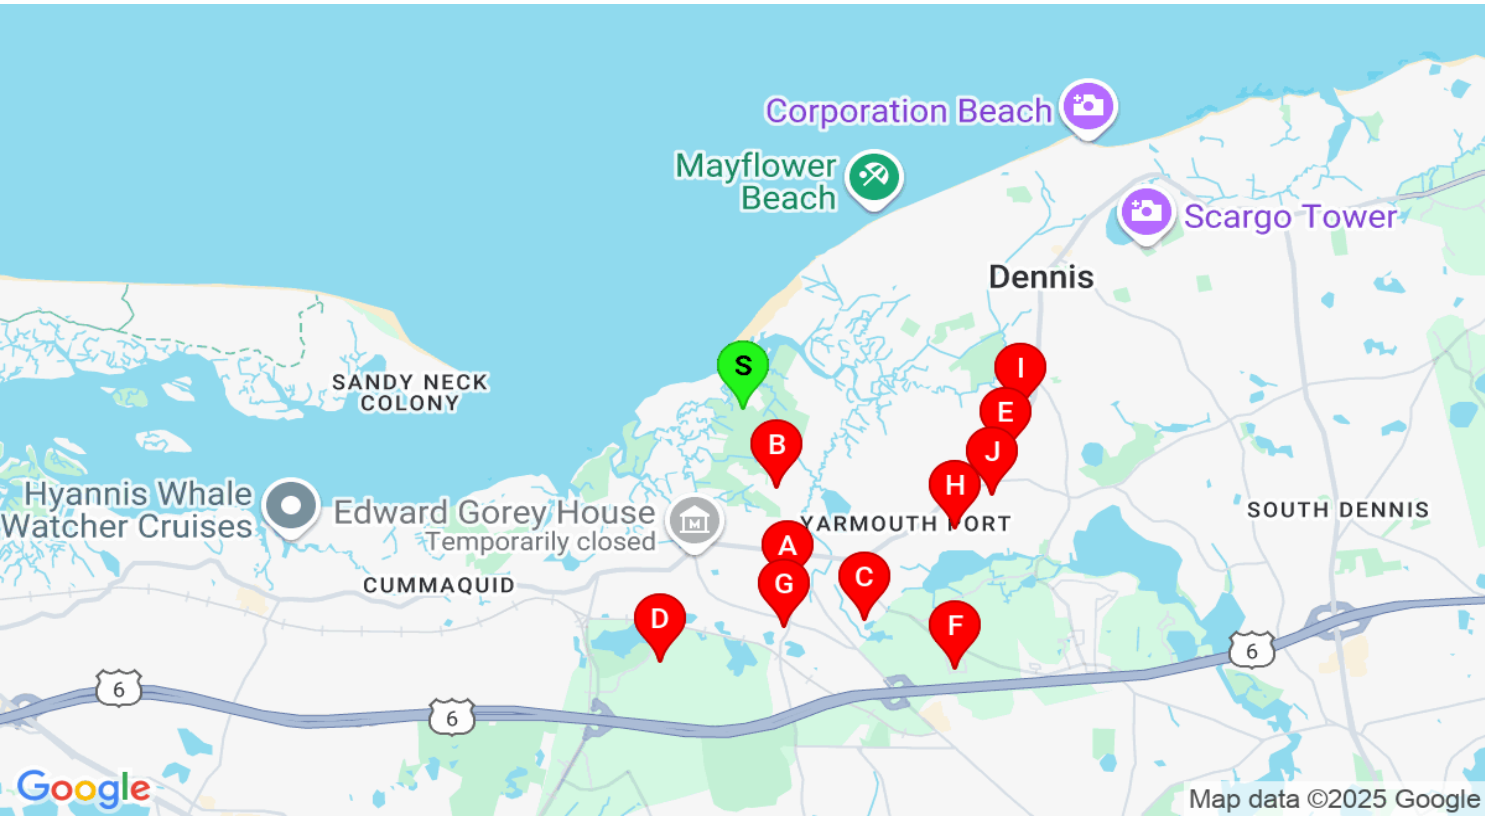 Corporation Beach
Mayflower
Beach
Scargo Tower
Dennis
S
I
SANDY NECK
COLONY
E
B
J
H
Hyannis Whale
Watcher Cruises
Edward Gorey House
Temporarily closed
M
YARMOUTH PORT
SOUTH DENNIS
A
C
CUMMAQUID
G
D
F
6
6
6
Google
Map data ©2025 Google